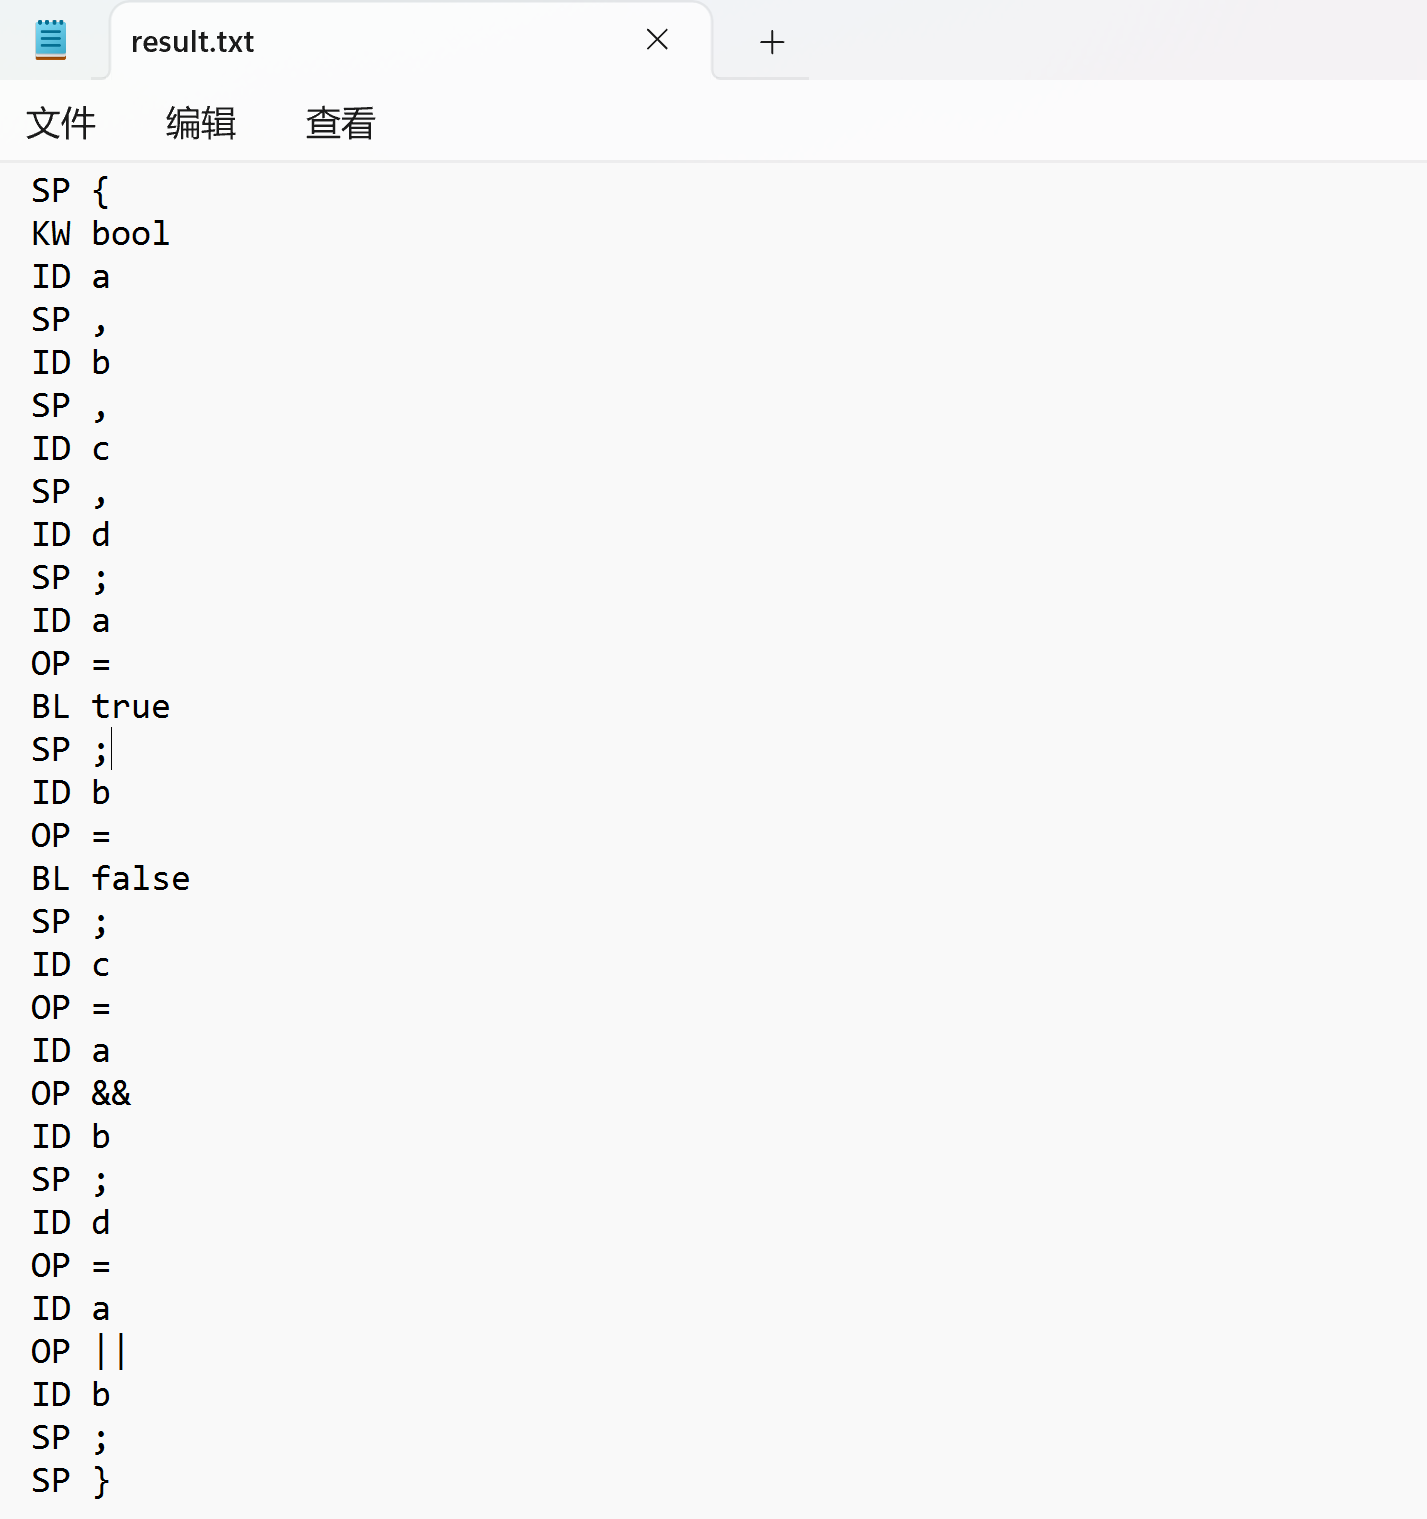 result.txt
文件 编辑 查看
SP {
KW bool
ID a
SP ,
ID b
SP ,
ID c
SP ,
ID d
SP ;
ID a
OP =
BL true
SP ;
ID b
OP =
BL false
SP ;
ID c
OP =
ID a
OP &&
ID b
SP ;
ID d
OP =
ID a
OP ||
ID b
SP ;
SP }